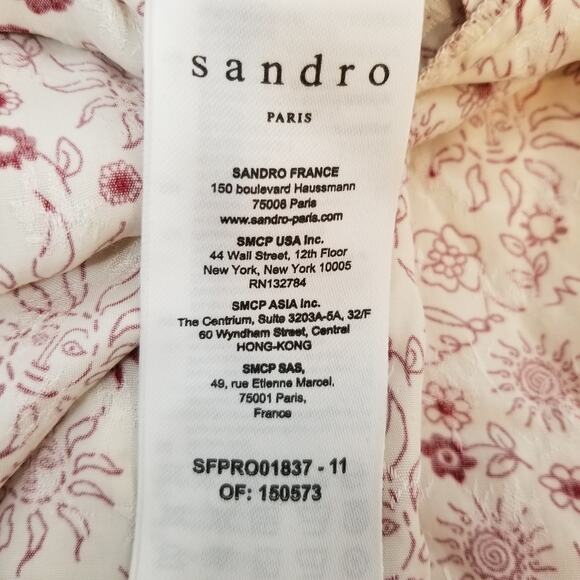 sandro
PARIS
SANDRO FRANCE
150 boulevard Haussmann
75008 Paris
www.sandro-paris.com
SMCP USA Inc.
44 Wall Street, 12th Floor
New York, New York 10005
RN132784
SMCP ASIA Inc.
The Centrium, Suite 3203A-5A, 32/F
60 Wyndham Street, Central
HONG-KONG
SMCP SAS,
49, rue Etienne Marcel,
75001 Paris,
France
SFPRO01837 - 11
OF: 150573